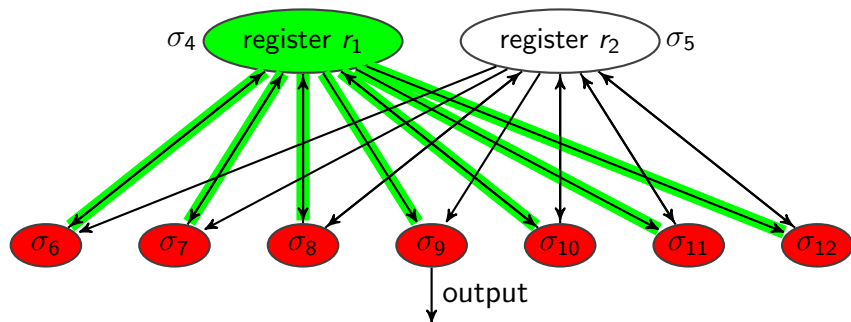 σ₄ register r₁ register r₂ σ₅
σ₆ σ₇ σ₈ σ₉ σ₁₀ σ₁₁ σ₁₂
output